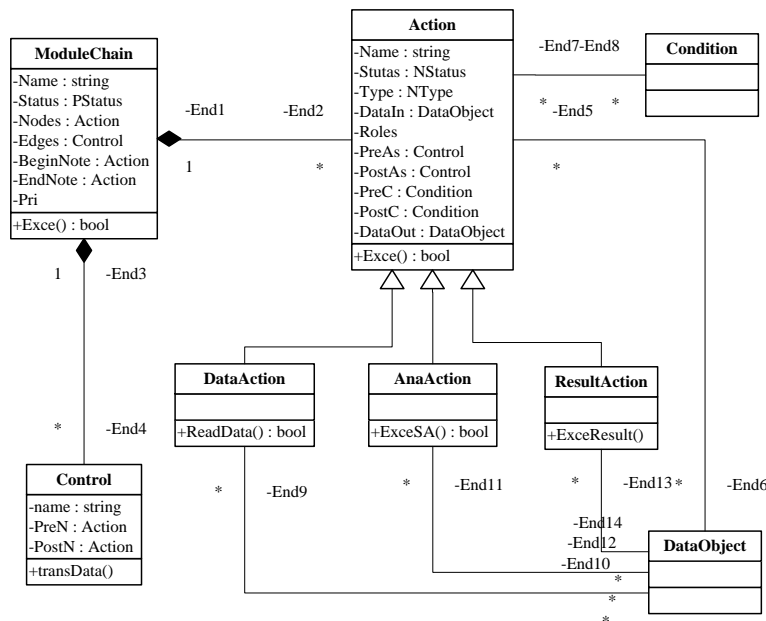 ModuleChain
-Name : string
-Status : PStatus
-Nodes : Action
-Edges : Control
-BeginNote : Action
-EndNote : Action
-Pri
+Exce() : bool
-End1
1
-End2
*
Action
-Name : string
-Stutas : NStatus
-Type : NType
-DataIn : DataObject
-Roles
-PreAs : Control
-PostAs : Control
-PreC : Condition
-PostC : Condition
-DataOut : DataObject
+Exce() : bool
-End7-End8
* *
Condition
-End5
*
1
-End3
*
-End4
Control
-name : string
-PreN : Action
-PostN : Action
+transData()
DataAction
+ReadData() : bool
*
-End9
AnaAction
+ExceSA() : bool
*
-End11
ResultAction
+ExceResult()
*
-End13
*
-End6
-End14
-End12
-End10
DataObject
*
*
*